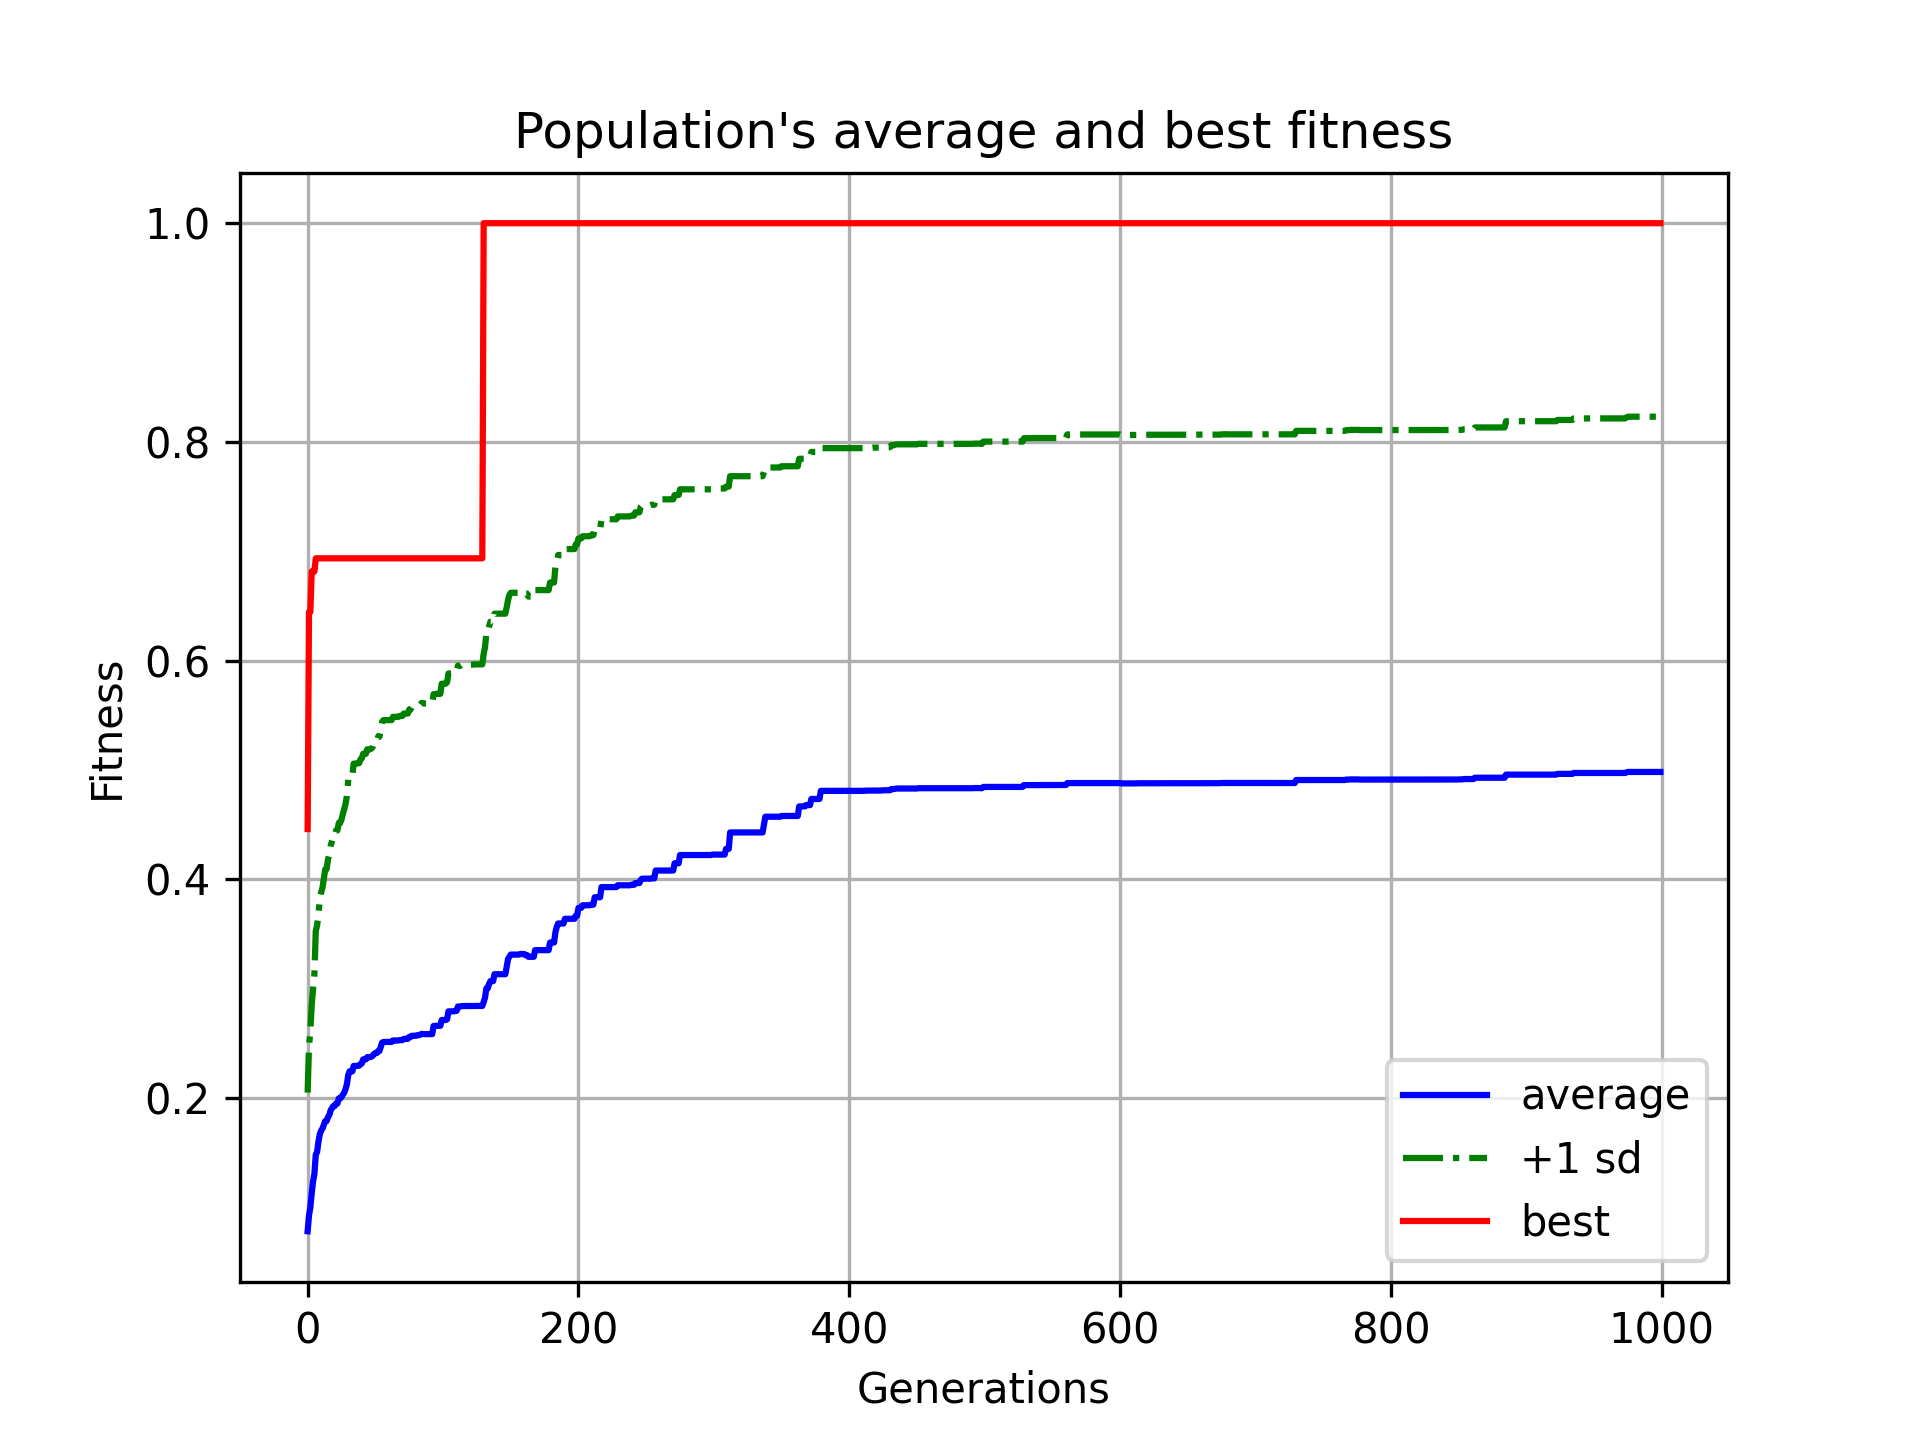 Population's average and best fitness
1.0
0.8
0.6
0.4
0.2
Fitness
0 200 400 600 800 1000
Generations
average
+1 sd
best